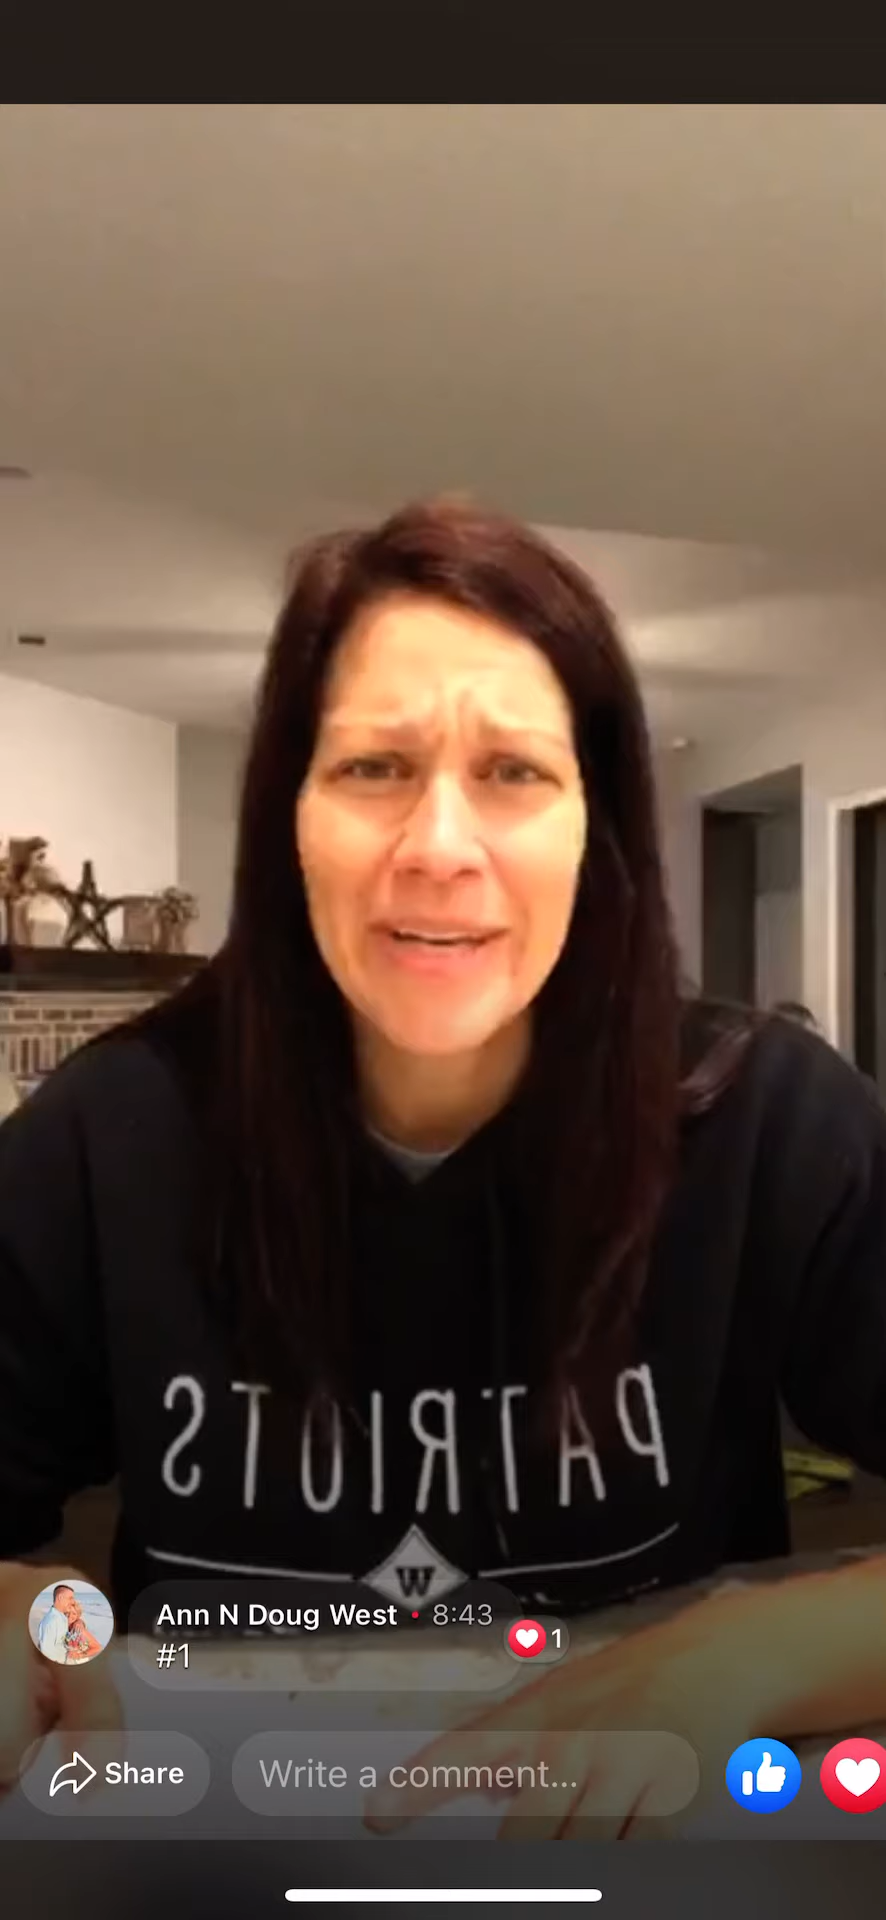 PATRIOTS
W
Ann N Doug West • 8:43
#1
1
Share
Write a comment...